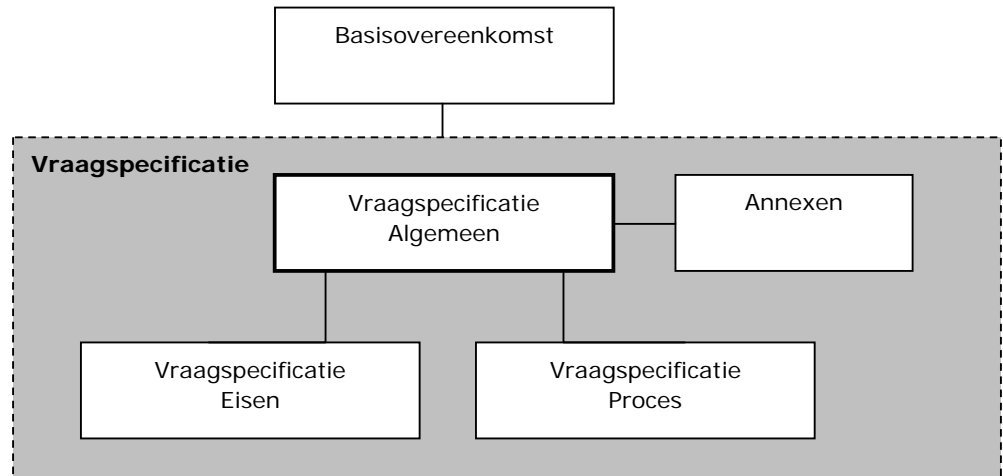 Basisovereenkomst
Vraagspecificatie
Vraagspecificatie
Algemeen
Annexen
Vraagspecificatie
Eisen
Vraagspecificatie
Proces